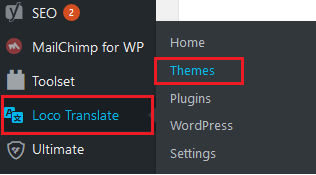 SEO 2
MailChimp for WP
Toolset
Loco Translate
Ultimate
Home
Themes
Plugins
WordPress
Settings